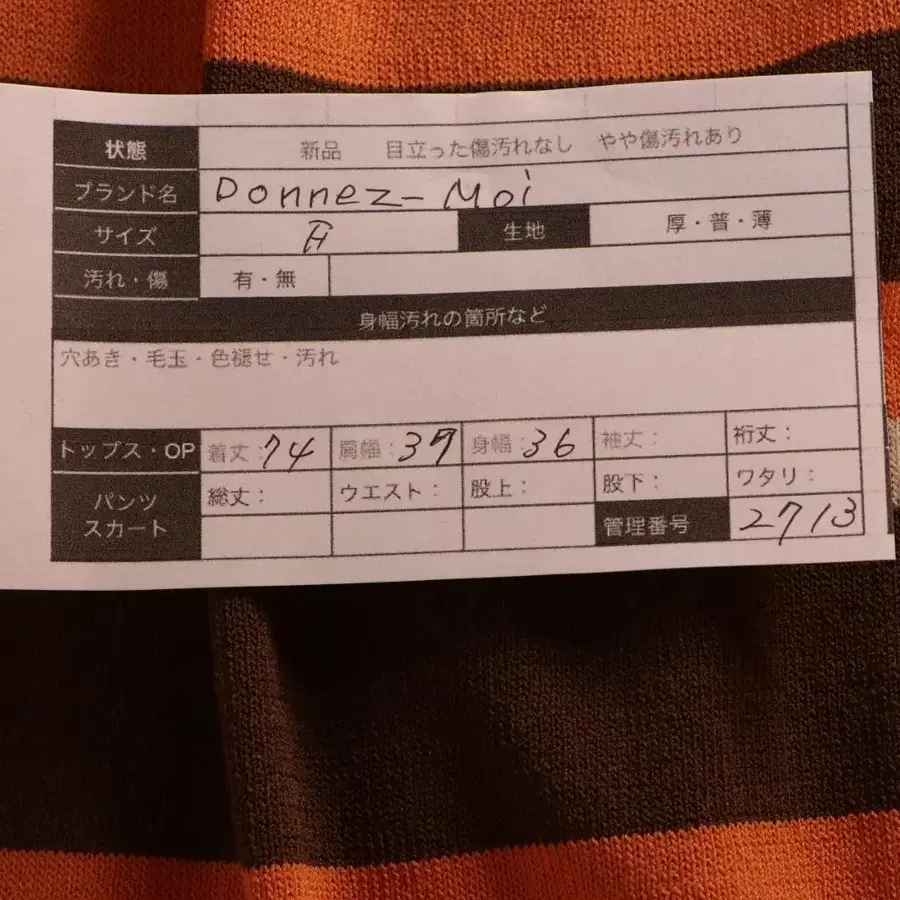 状態 新品 目立った傷汚れなし やや傷汚れあり
ブランド名 Donnez-Moi
サイズ 生地 厚・普・薄
汚れ・傷 有・無
身幅汚れの箇所など
穴あき・毛玉・色褪せ・汚れ
トップス・OP 着丈:74 肩幅:37 身幅:36 袖丈: 裄丈:
パンツ 総丈: ウエスト: 股上: 股下: ワタリ:
スカート 管理番号 2713